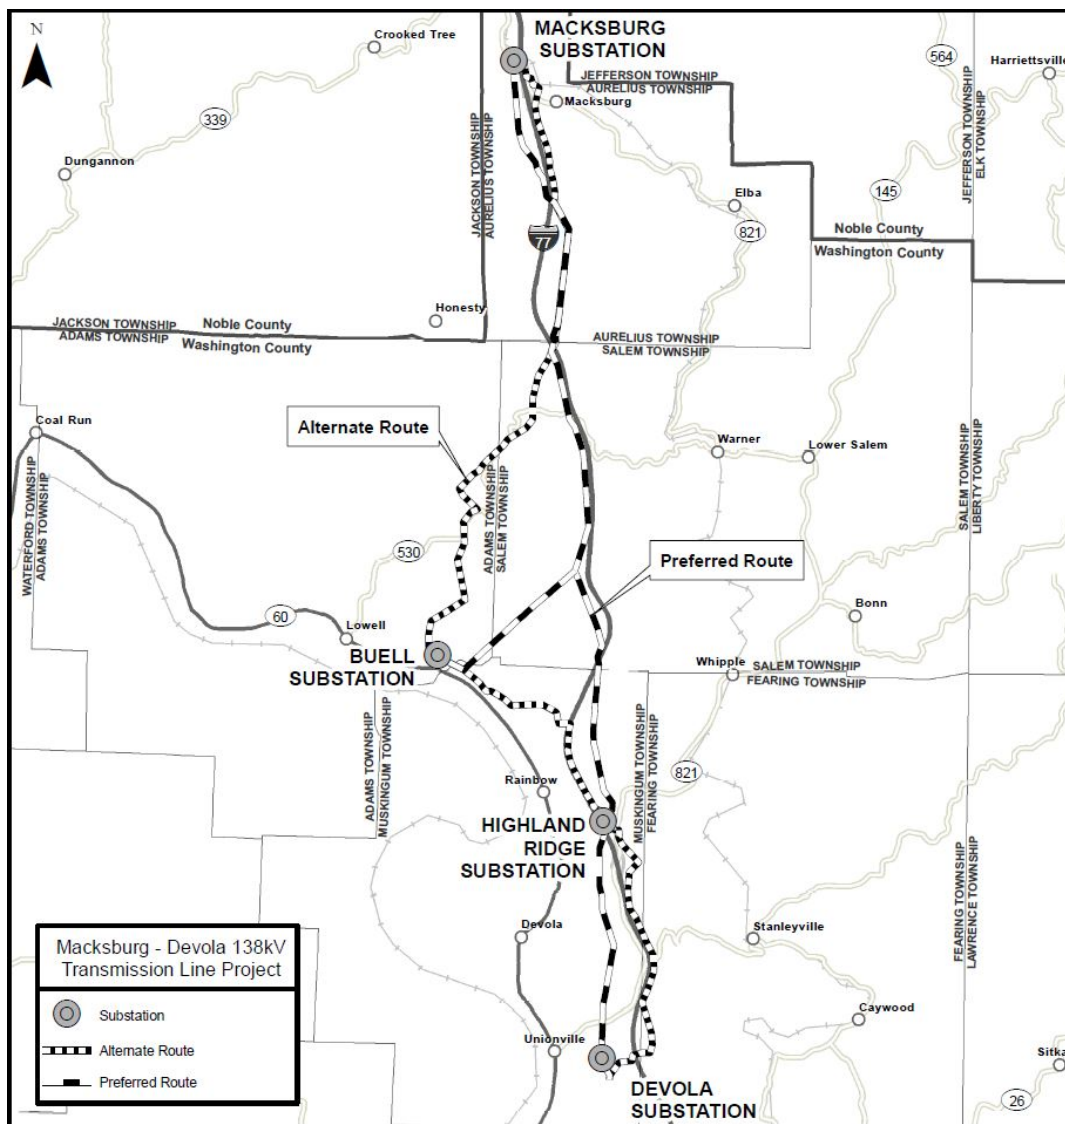 N
MACKSBURG
SUBSTATION
Crooked Tree
564
Harriettsville
JEFFERSON TOWNSHIP
AURELIUS TOWNSHIP
Macksburg
339
Dungannon
JACKSON TOWNSHIP
AURELIUS TOWNSHIP
JEFFERSON TOWNSHIP
ELK TOWNSHIP
145
Elba
821
77
Noble County
Washington County
Honesty
JACKSON TOWNSHIP
ADAMS TOWNSHIP
Noble County
Washington County
AURELIUS TOWNSHIP
SALEM TOWNSHIP
Alternate Route
Coal Run
Warner
Lower Salem
WATERFORD TOWNSHIP
ADAMS TOWNSHIP
ADAMS TOWNSHIP
SALEM TOWNSHIP
SALEM TOWNSHIP
LIBERTY TOWNSHIP
530
Preferred Route
60
Lowell
Bonn
BUELL
SUBSTATION
Whipple
SALEM TOWNSHIP
FEARING TOWNSHIP
ADAMS TOWNSHIP
MUSKINGUM TOWNSHIP
MUSKINGUM TOWNSHIP
FEARING TOWNSHIP
821
Rainbow
HIGHLAND
RIDGE
SUBSTATION
FEARING TOWNSHIP
LAWRENCE TOWNSHIP
Devola
Stanleyville
Macksburg - Devola 138kV
Transmission Line Project
Substation
Alternate Route
Preferred Route
Caywood
Unionville
Sitka
DEVOLA
SUBSTATION
26